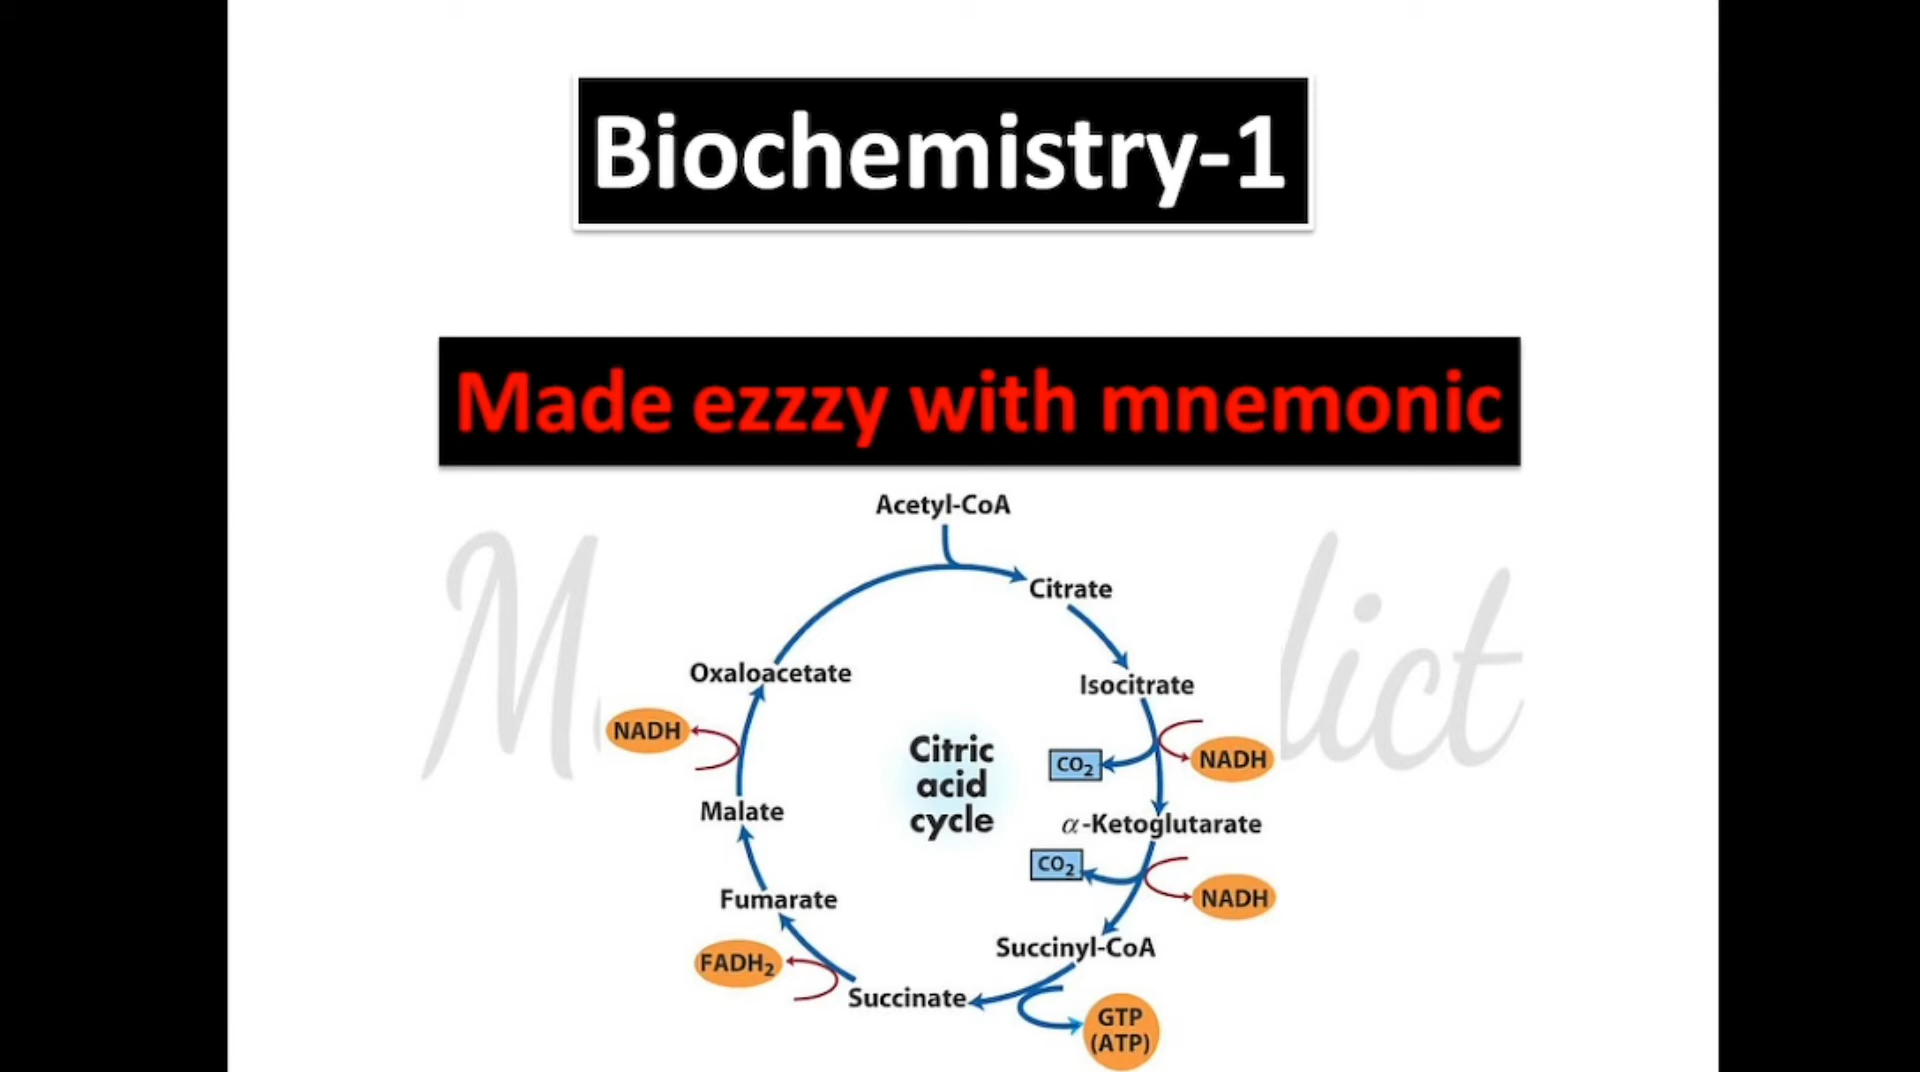 Biochemistry-1
Made ezzzy with mnemonic
Acetyl-CoA
Citrate
Oxaloacetate
Isocitrate
NADH
Citric
acid
cycle
CO₂
NADH
Malate
α-Ketoglutarate
CO₂
NADH
Fumarate
Succinyl-CoA
FADH₂
Succinate
GTP
(ATP)